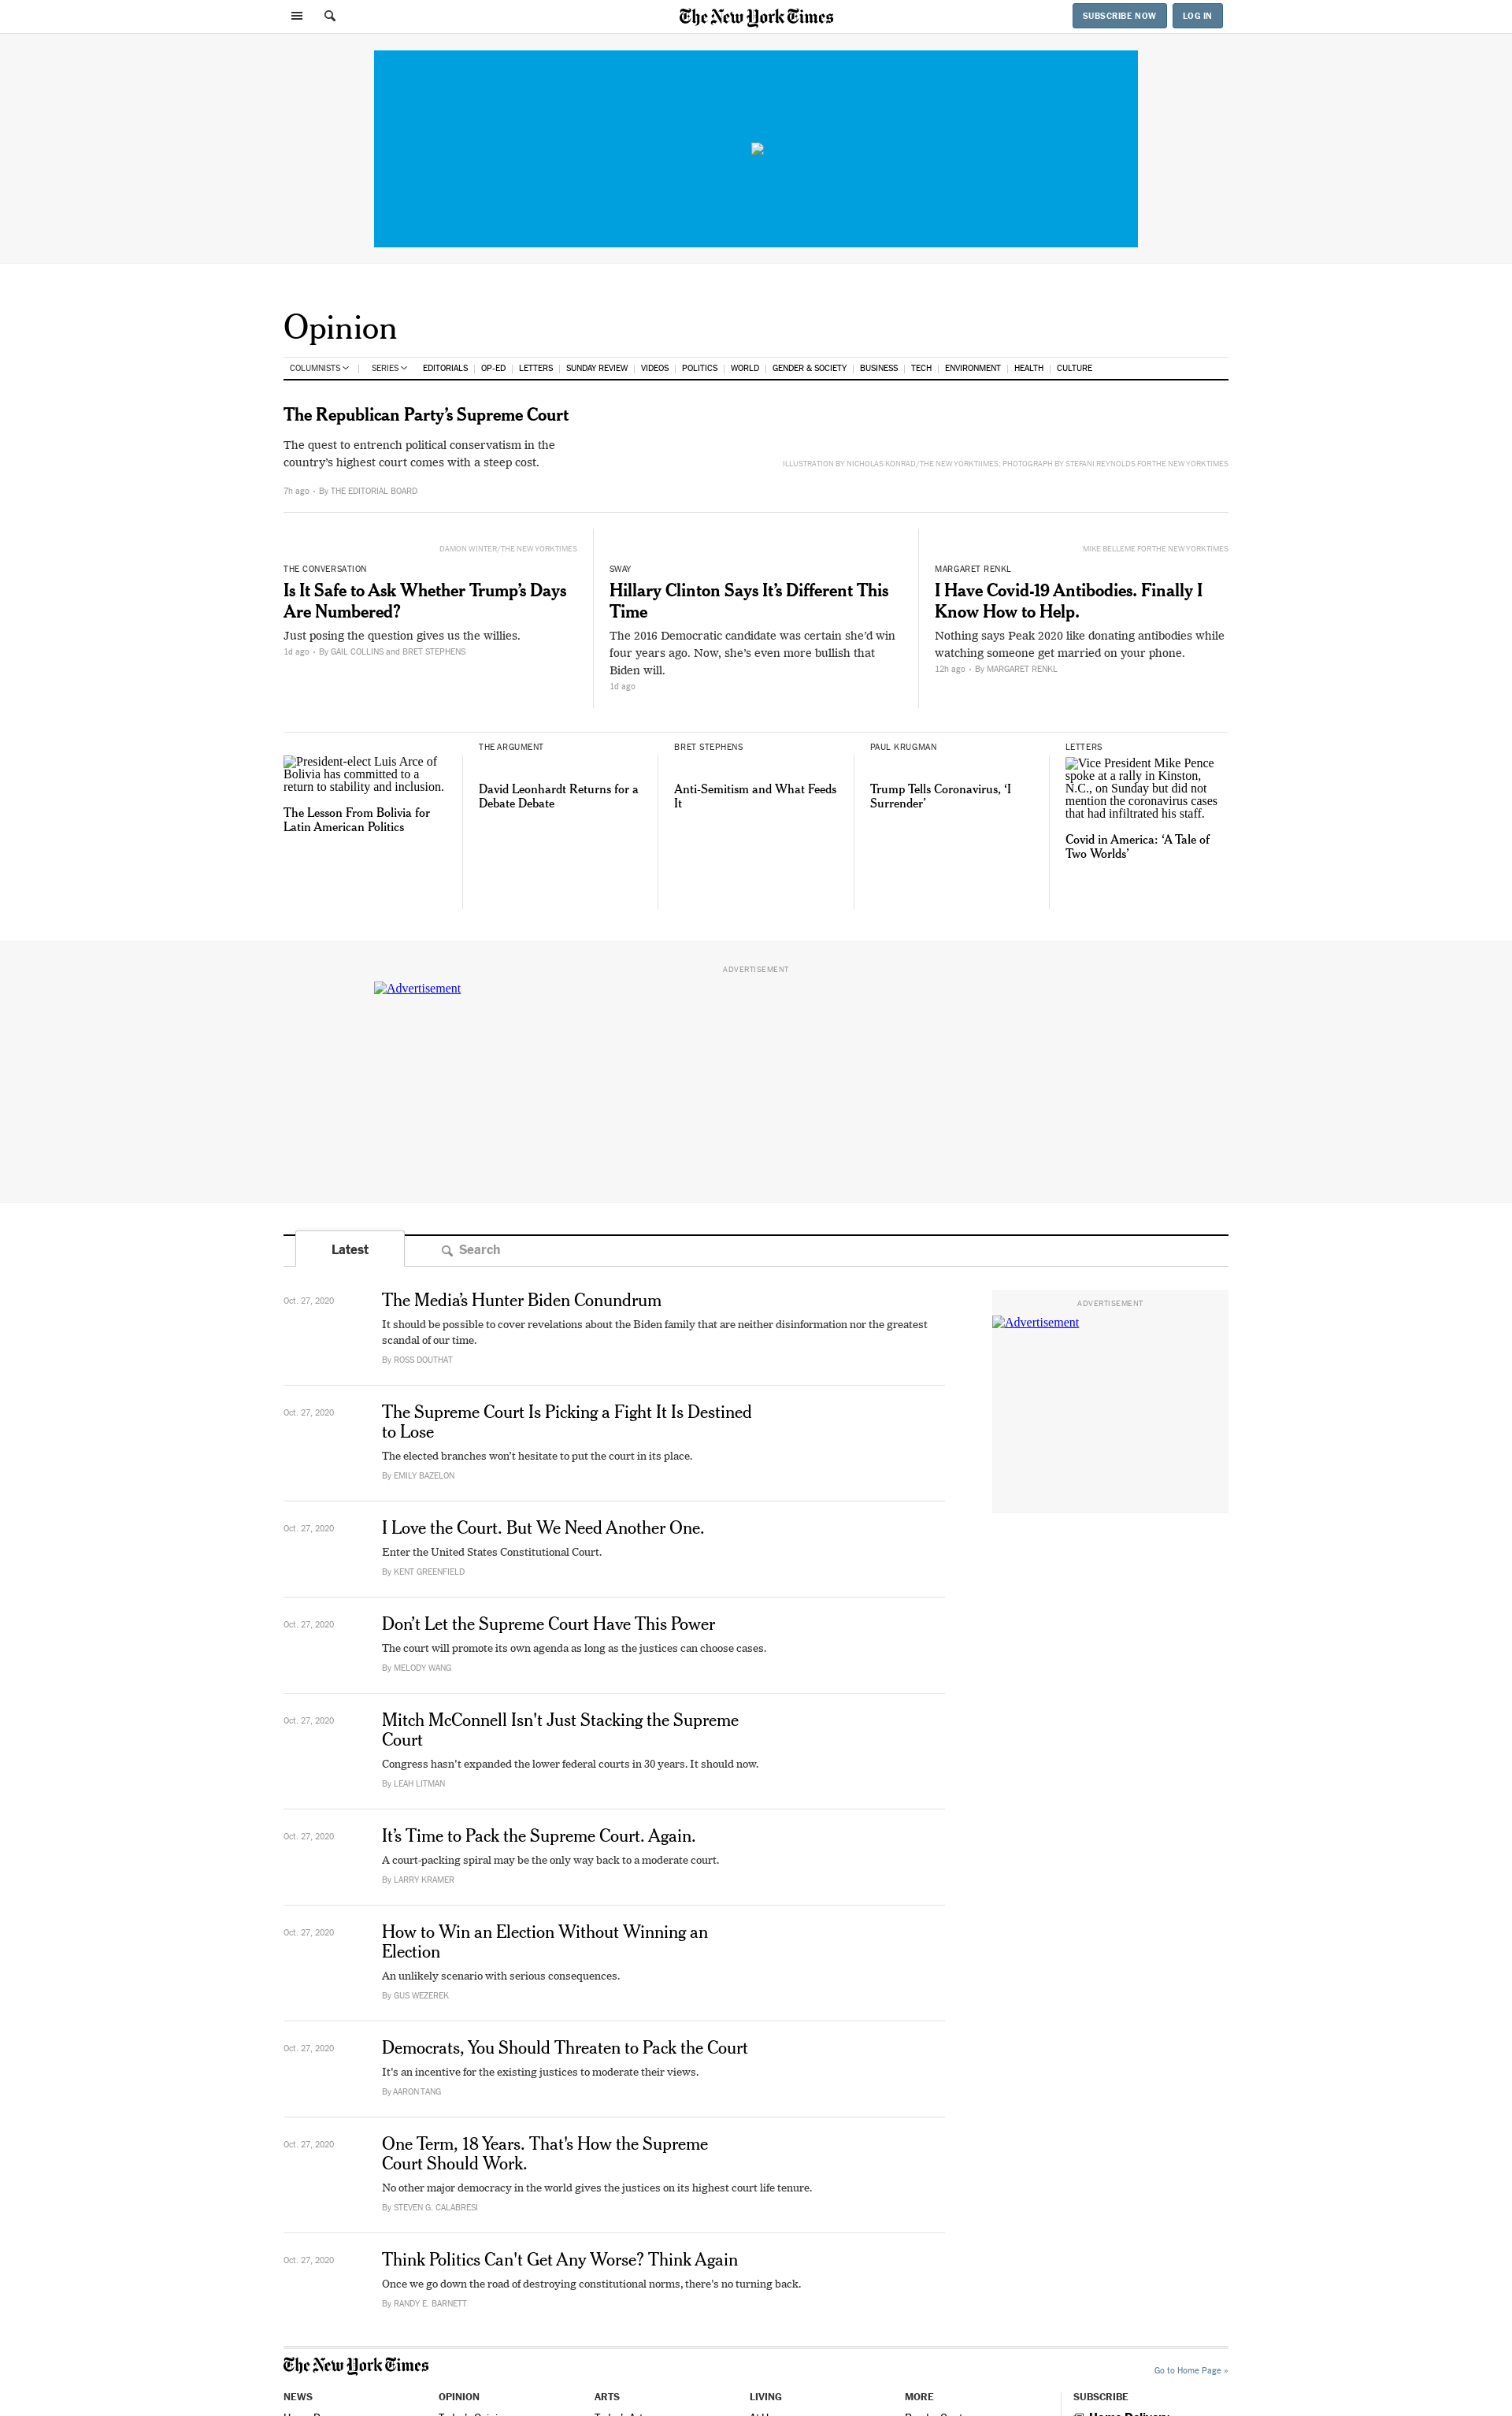 The New York Times
SUBSCRIBE NOW
LOG IN
Opinion
COLUMNISTS
SERIES
EDITORIALS
OP-ED
LETTERS
SUNDAY REVIEW
VIDEOS
POLITICS
WORLD
GENDER & SOCIETY
BUSINESS
TECH
ENVIRONMENT
HEALTH
CULTURE
The Republican Party’s Supreme Court
The quest to entrench political conservatism in the
country’s highest court comes with a steep cost.
ILLUSTRATION BY NICHOLAS KONRAD/THE NEW YORK TIIMES; PHOTOGRAPH BY STEFANI REYNOLDS FOR THE NEW YORK TIMES
7h ago • By THE EDITORIAL BOARD
DAMON WINTER/THE NEW YORK TIMES
THE CONVERSATION
Is It Safe to Ask Whether Trump’s Days
Are Numbered?
Just posing the question gives us the willies.
1d ago • By GAIL COLLINS and BRET STEPHENS
SWAY
Hillary Clinton Says It’s Different This
Time
The 2016 Democratic candidate was certain she’d win
four years ago. Now, she’s even more bullish that
Biden will.
1d ago
MIKE BELLEME FOR THE NEW YORK TIMES
MARGARET RENKL
I Have Covid-19 Antibodies. Finally I
Know How to Help.
Nothing says Peak 2020 like donating antibodies while
watching someone get married on your phone.
12h ago • By MARGARET RENKL
President-elect Luis Arce of
Bolivia has committed to a
return to stability and inclusion.
The Lesson From Bolivia for
Latin American Politics
THE ARGUMENT
David Leonhardt Returns for a
Debate Debate
BRET STEPHENS
Anti-Semitism and What Feeds
It
PAUL KRUGMAN
Trump Tells Coronavirus, ‘I
Surrender’
LETTERS
Vice President Mike Pence
spoke at a rally in Kinston,
N.C., on Sunday but did not
mention the coronavirus cases
that had infiltrated his staff.
Covid in America: ‘A Tale of
Two Worlds’
ADVERTISEMENT
Advertisement
Latest
Search
Oct. 27, 2020
The Media’s Hunter Biden Conundrum
It should be possible to cover revelations about the Biden family that are neither disinformation nor the greatest
scandal of our time.
By ROSS DOUTHAT
ADVERTISEMENT
Advertisement
Oct. 27, 2020
The Supreme Court Is Picking a Fight It Is Destined
to Lose
The elected branches won’t hesitate to put the court in its place.
By EMILY BAZELON
Oct. 27, 2020
I Love the Court. But We Need Another One.
Enter the United States Constitutional Court.
By KENT GREENFIELD
Oct. 27, 2020
Don’t Let the Supreme Court Have This Power
The court will promote its own agenda as long as the justices can choose cases.
By MELODY WANG
Oct. 27, 2020
Mitch McConnell Isn't Just Stacking the Supreme
Court
Congress hasn’t expanded the lower federal courts in 30 years. It should now.
By LEAH LITMAN
Oct. 27, 2020
It’s Time to Pack the Supreme Court. Again.
A court-packing spiral may be the only way back to a moderate court.
By LARRY KRAMER
Oct. 27, 2020
How to Win an Election Without Winning an
Election
An unlikely scenario with serious consequences.
By GUS WEZEREK
Oct. 27, 2020
Democrats, You Should Threaten to Pack the Court
It’s an incentive for the existing justices to moderate their views.
By AARON TANG
Oct. 27, 2020
One Term, 18 Years. That's How the Supreme
Court Should Work.
No other major democracy in the world gives the justices on its highest court life tenure.
By STEVEN G. CALABRESI
Oct. 27, 2020
Think Politics Can't Get Any Worse? Think Again
Once we go down the road of destroying constitutional norms, there’s no turning back.
By RANDY E. BARNETT
The New York Times
Go to Home Page »
NEWS
OPINION
ARTS
LIVING
MORE
SUBSCRIBE